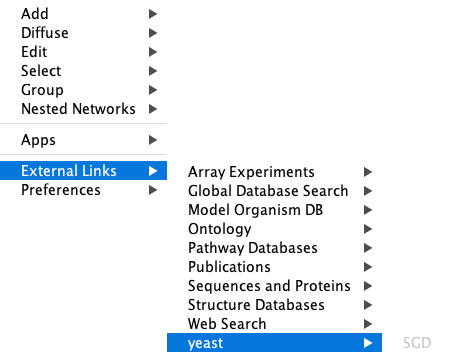 Add
Diffuse
Edit
Select
Group
Nested Networks
Apps
External Links
Preferences
Array Experiments
Global Database Search
Model Organism DB
Ontology
Pathway Databases
Publications
Sequences and Proteins
Structure Databases
Web Search
yeast
SGD